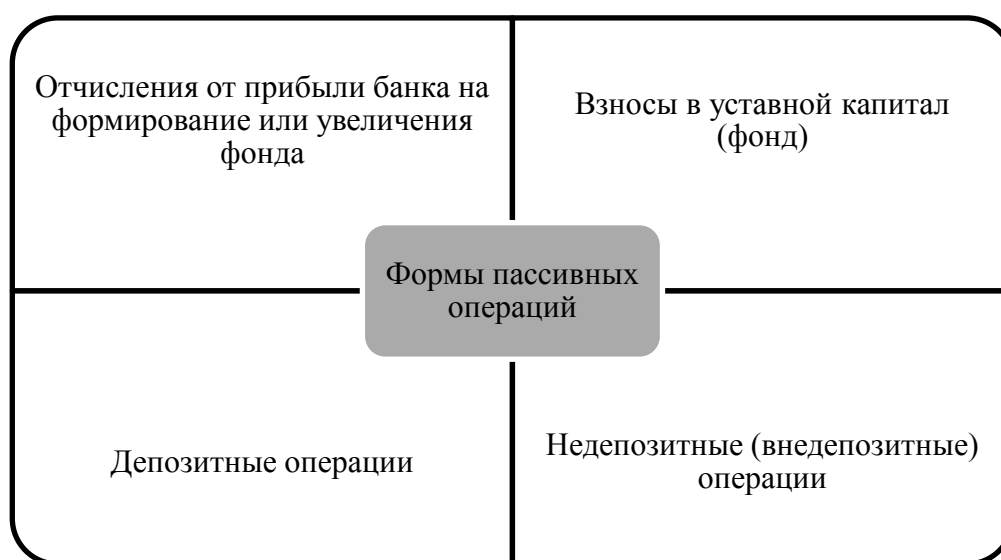 Отчисления от прибыли банка на
формирование или увеличения
фонда
Взносы в уставной капитал
(фонд)
Формы пассивных
операций
Депозитные операции
Недепозитные (внедепозитные)
операции